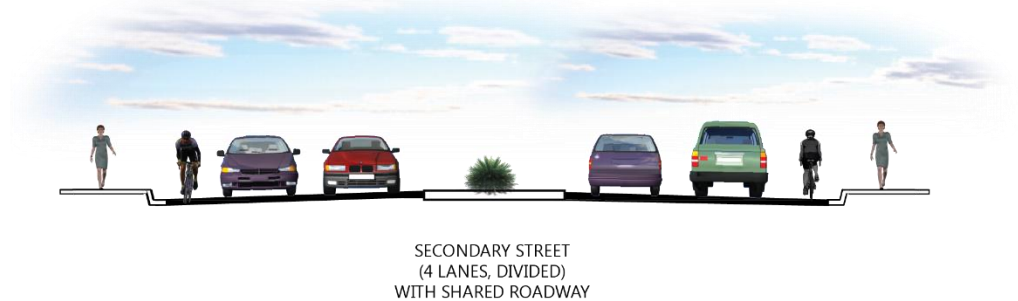 SECONDARY STREET
(4 LANES, DIVIDED)
WITH SHARED ROADWAY